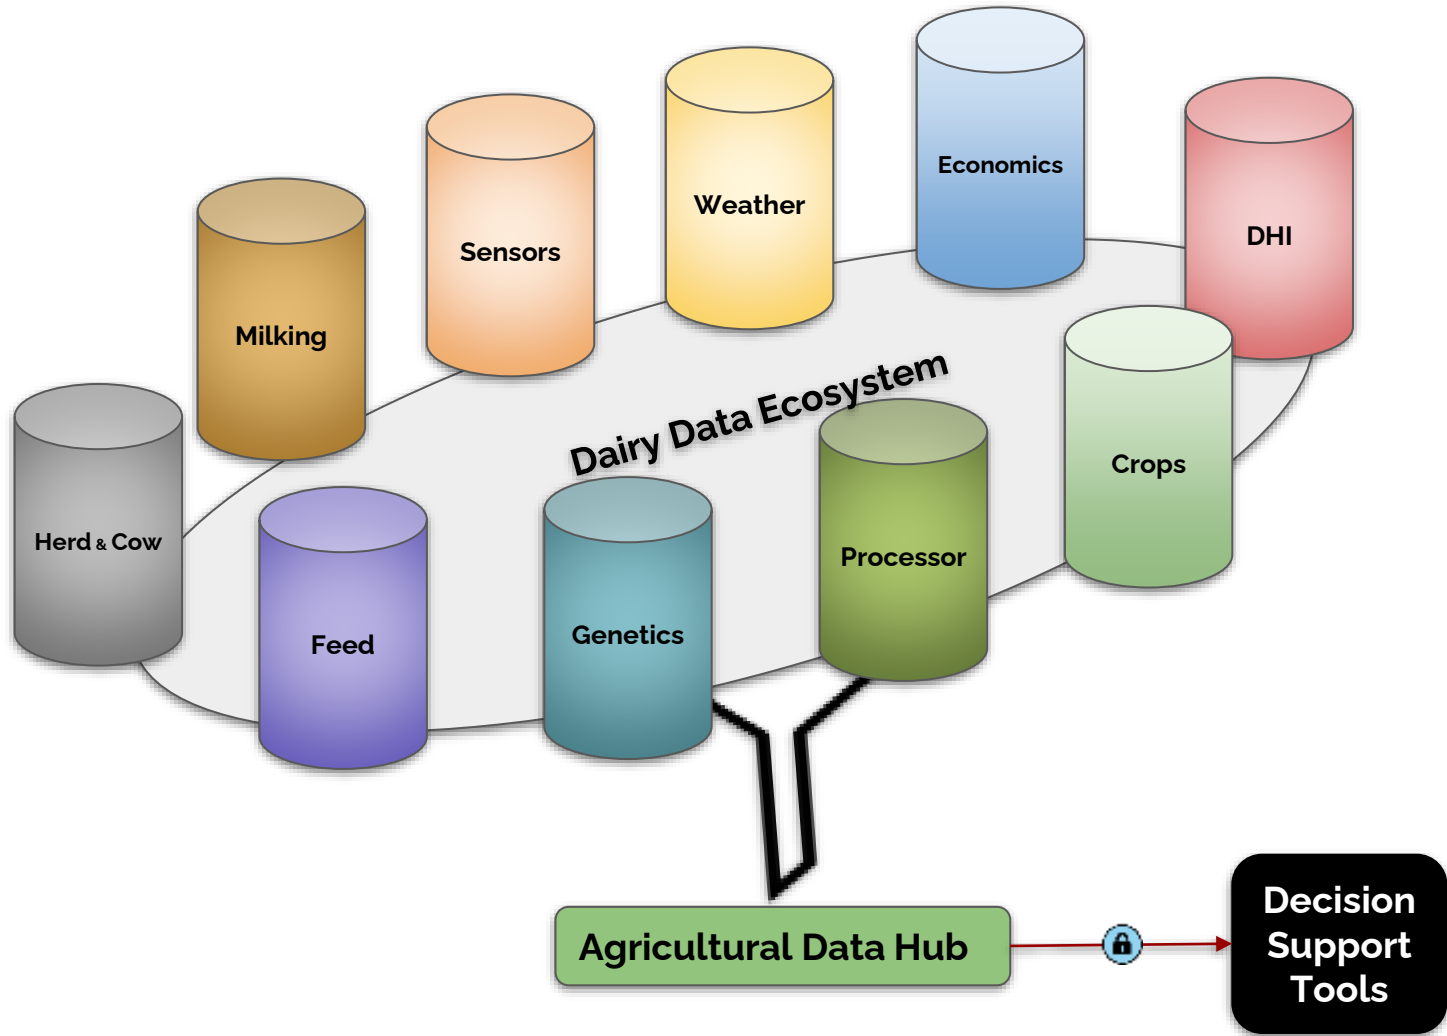 Economics
Weather
DHI
Sensors
Milking
Dairy Data Ecosystem
Crops
Herd & Cow
Processor
Genetics
Feed
Agricultural Data Hub
Decision
Support
Tools